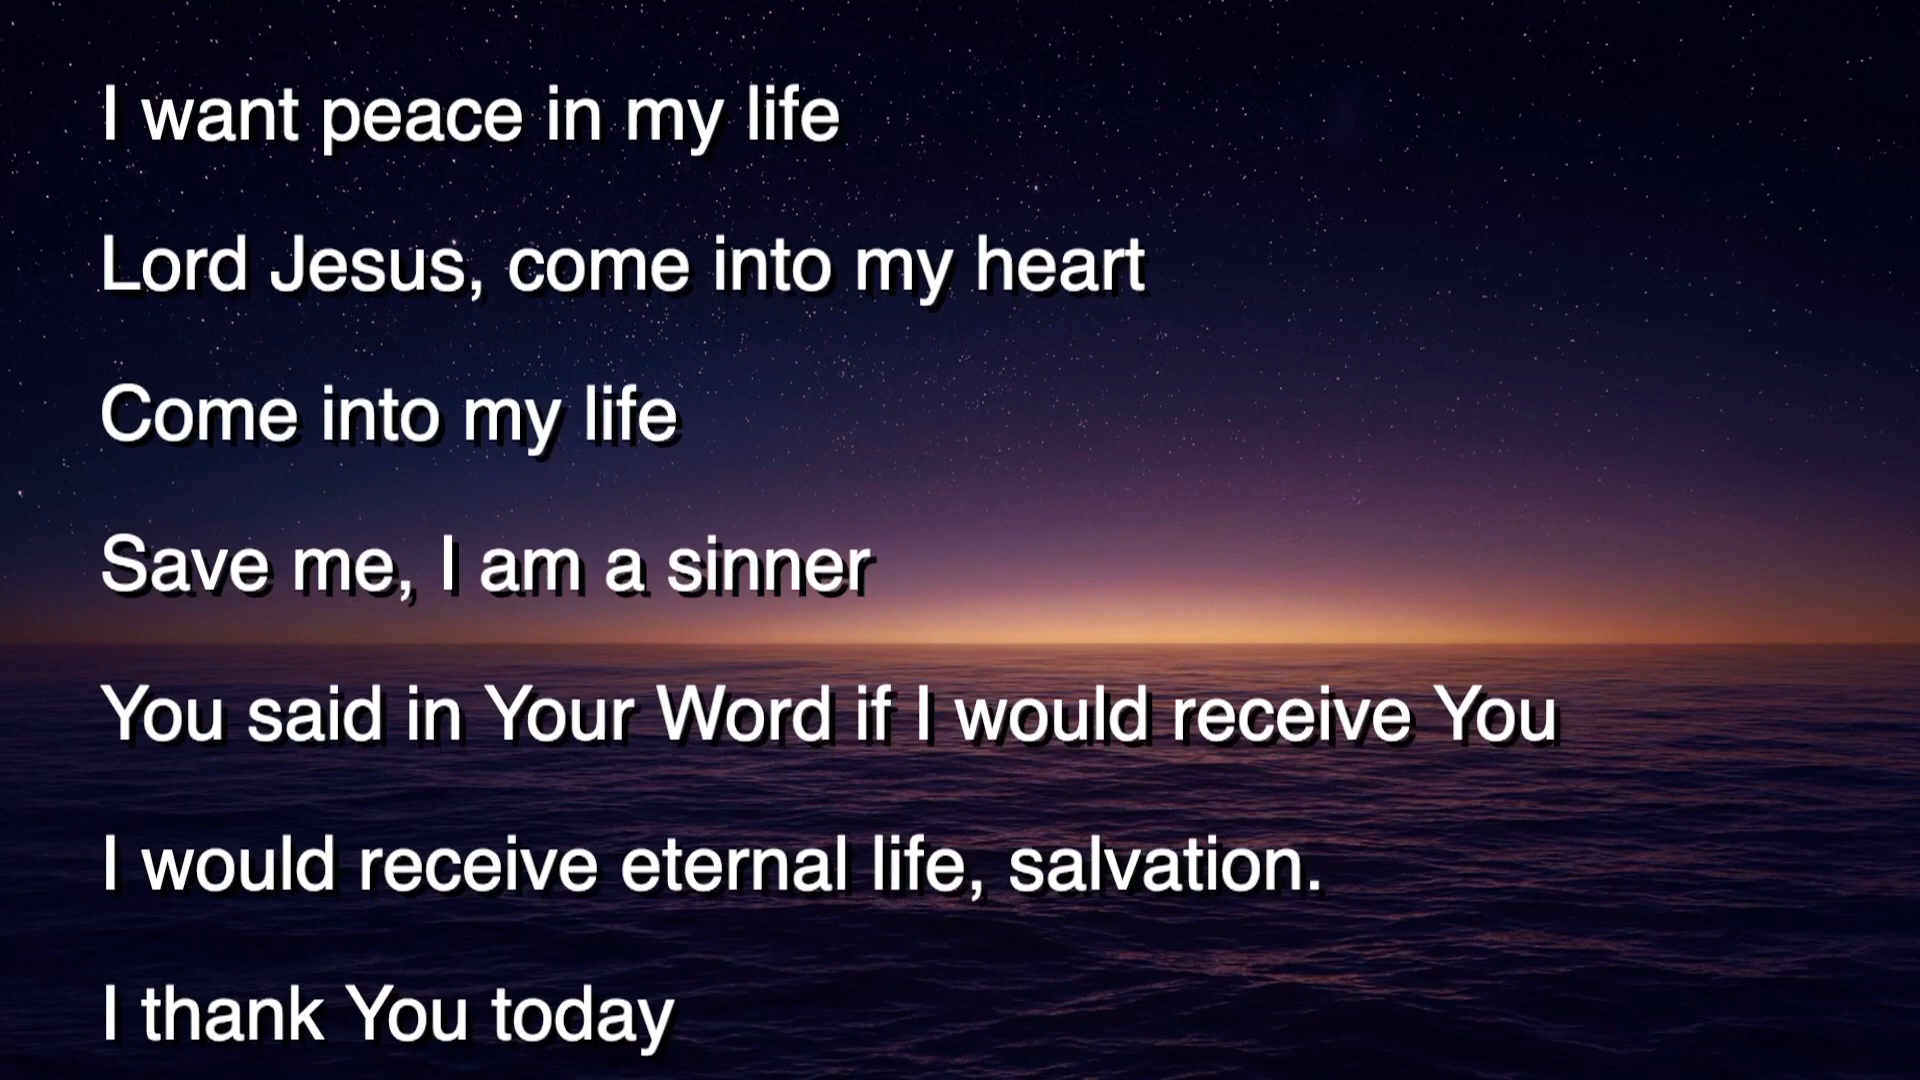 I want peace in my life
Lord Jesus, come into my heart
Come into my life
Save me, I am a sinner
You said in Your Word if I would receive You
I would receive eternal life, salvation.
I thank You today